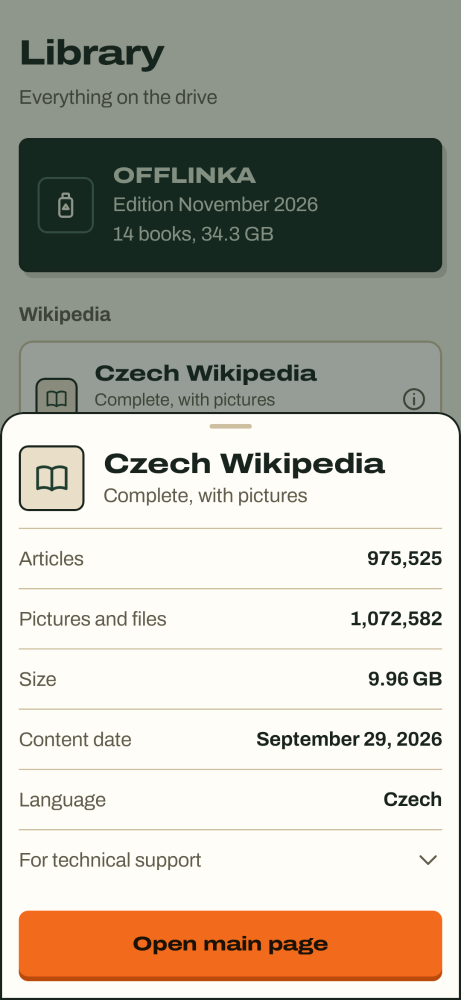 Library
Everything on the drive
OFFLINKA
Edition November 2026
14 books, 34.3 GB
Wikipedia
Czech Wikipedia
Complete, with pictures
Czech Wikipedia
Complete, with pictures
Articles 975,525
Pictures and files 1,072,582
Size 9.96 GB
Content date September 29, 2026
Language Czech
For technical support
Open main page